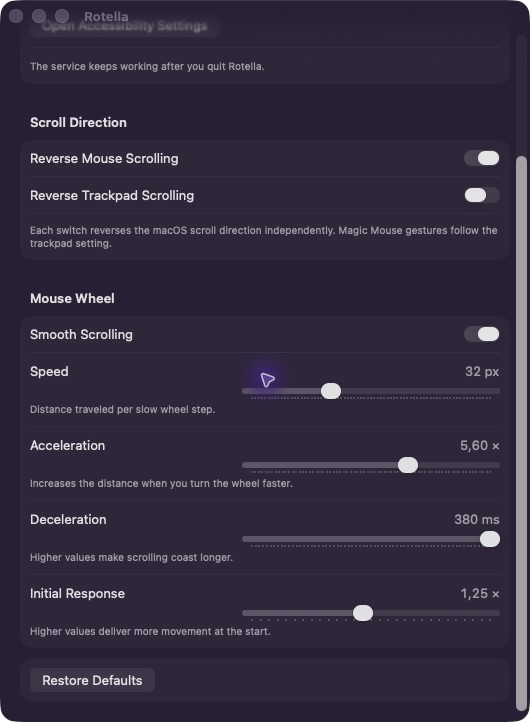 Rotella
Open Accessibility Settings
The service keeps working after you quit Rotella.
Scroll Direction
Reverse Mouse Scrolling
Reverse Trackpad Scrolling
Each switch reverses the macOS scroll direction independently. Magic Mouse gestures follow the
trackpad setting.
Mouse Wheel
Smooth Scrolling
Speed 32 px
Distance traveled per slow wheel step.
Acceleration 5,60 ×
Increases the distance when you turn the wheel faster.
Deceleration 380 ms
Higher values make scrolling coast longer.
Initial Response 1,25 ×
Higher values deliver more movement at the start.
Restore Defaults